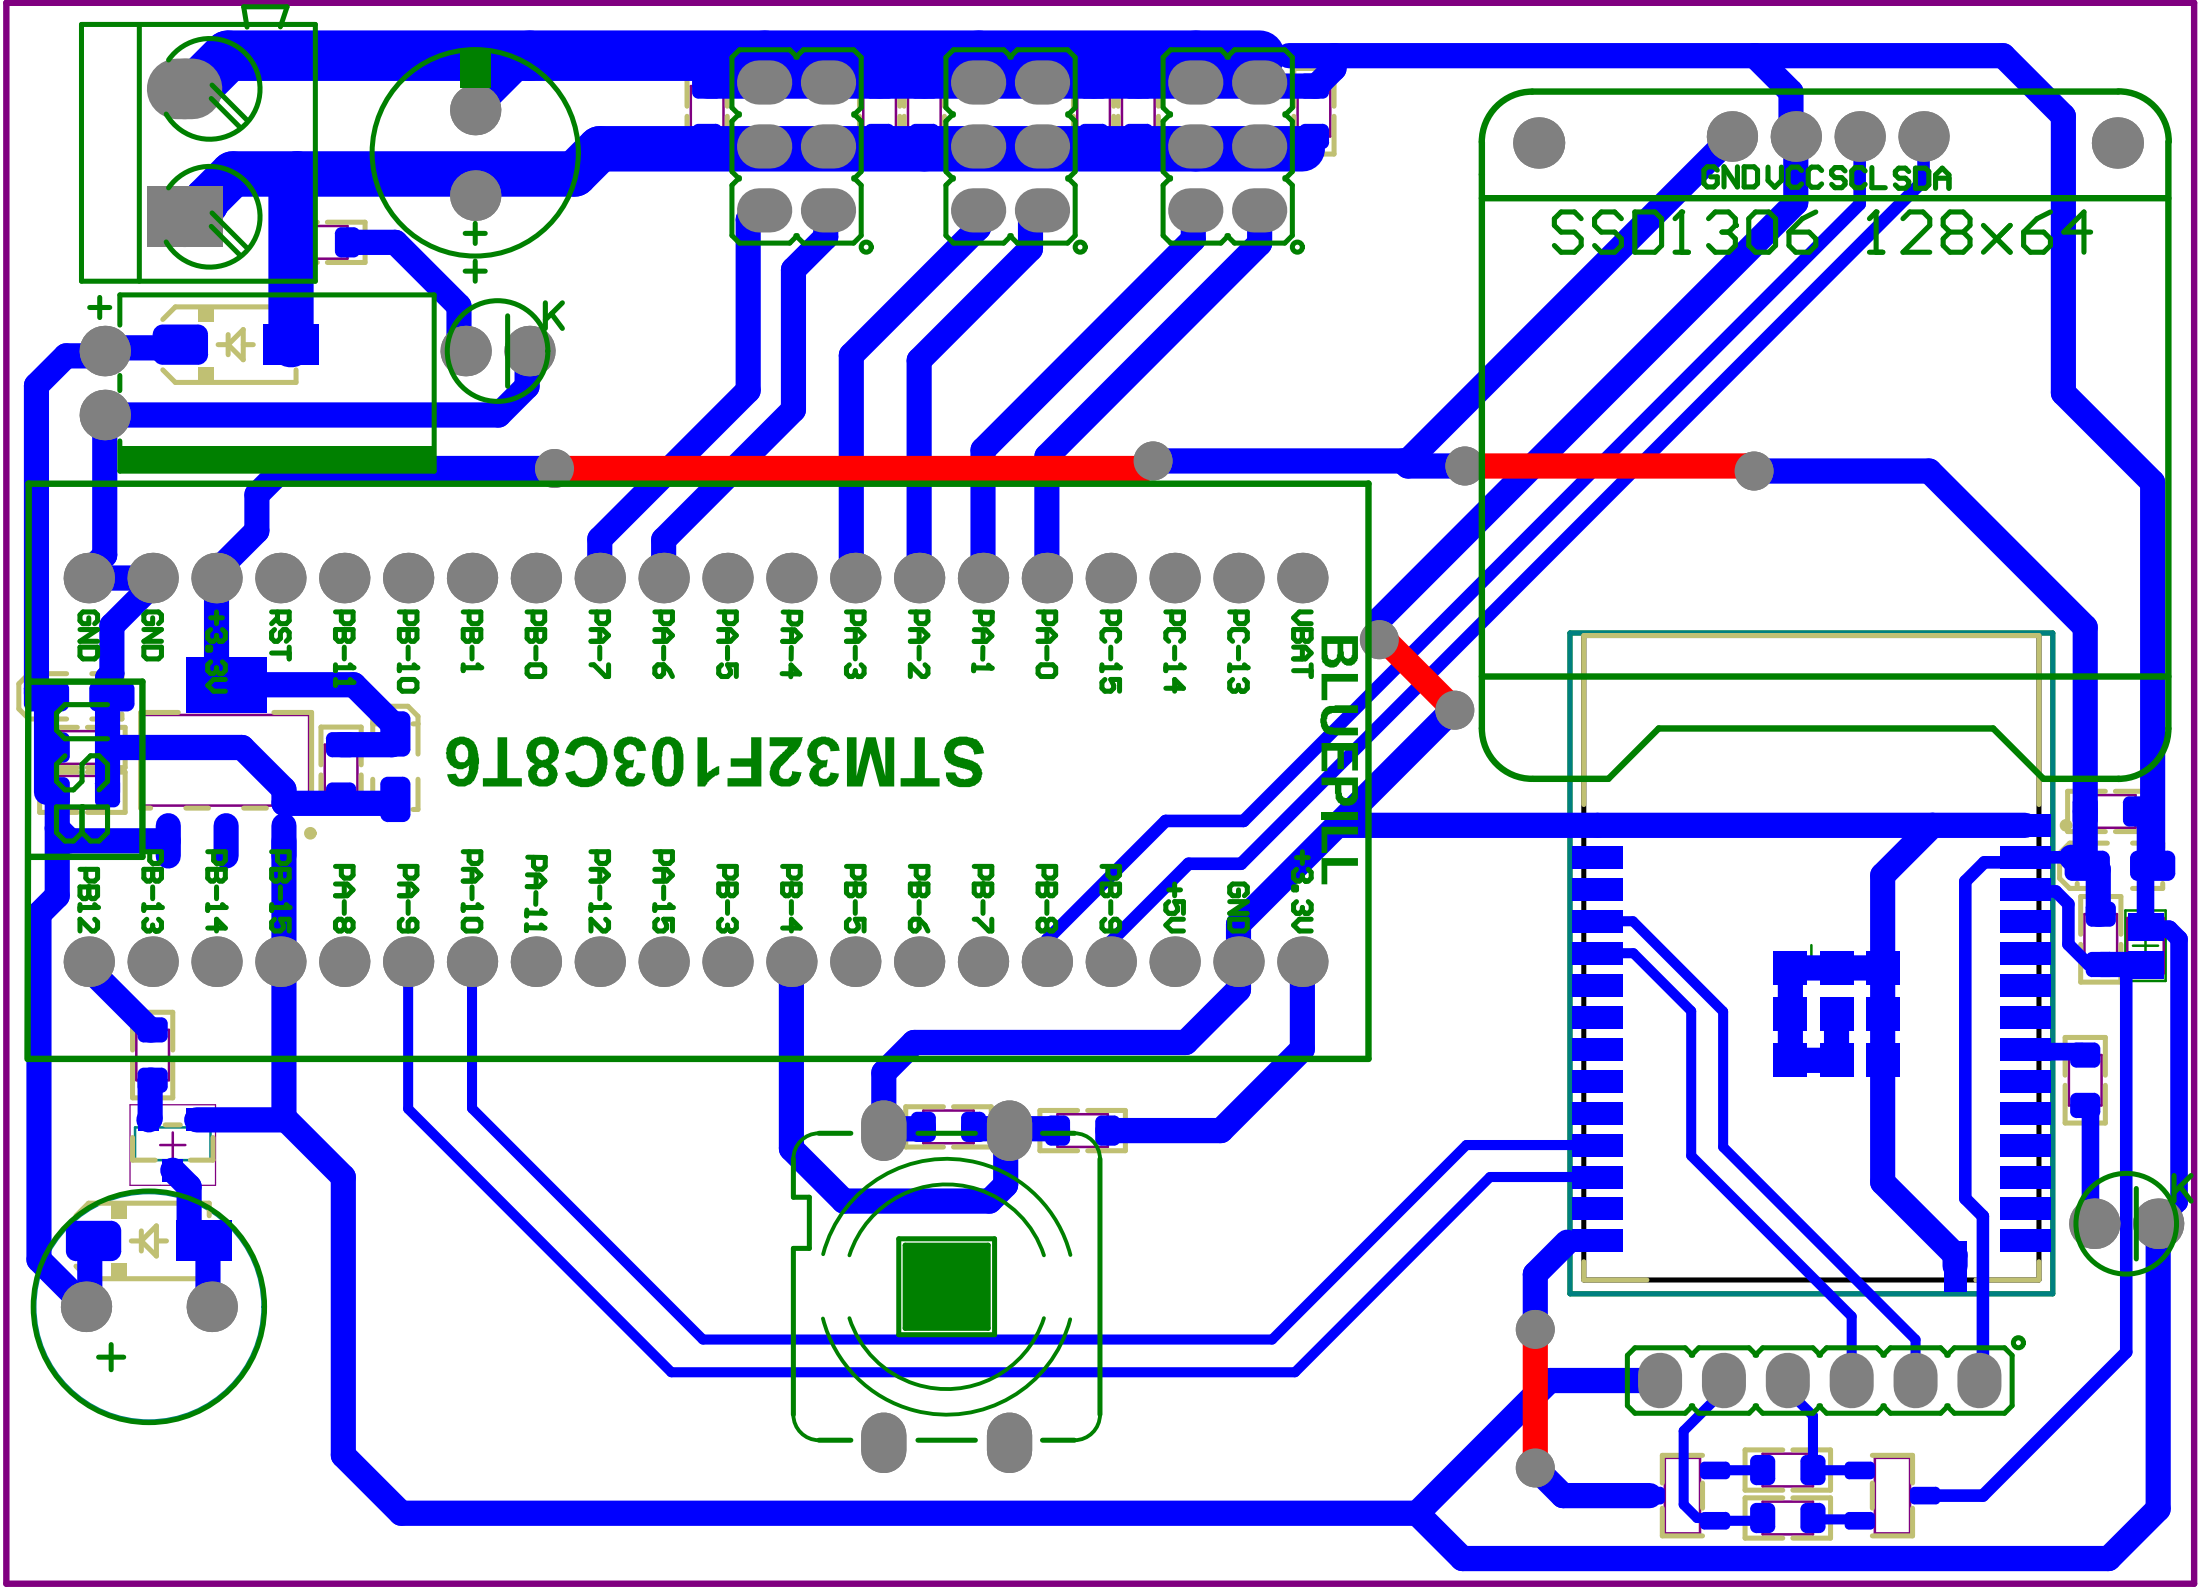 GND VCC SCL SDA
SSD1306 128x64
+
+
+
K
GND GND +3.3V RST PB-11 PB-10 PB-1 PB-0 PA-7 PA-6 PA-5 PA-4 PA-3 PA-2 PA-1 PA-0 PC-15 PC-14 PC-13 VBAT
BLUEPILL
STM32F103C8T6
PB12 PB-13 PB-14 PB-15 PA-8 PA-9 PA-10 PA-11 PA-12 PA-15 PB-3 PB-4 PB-5 PB-6 PB-7 PB-8 PB-9 +5V GND +3.3V
K
+